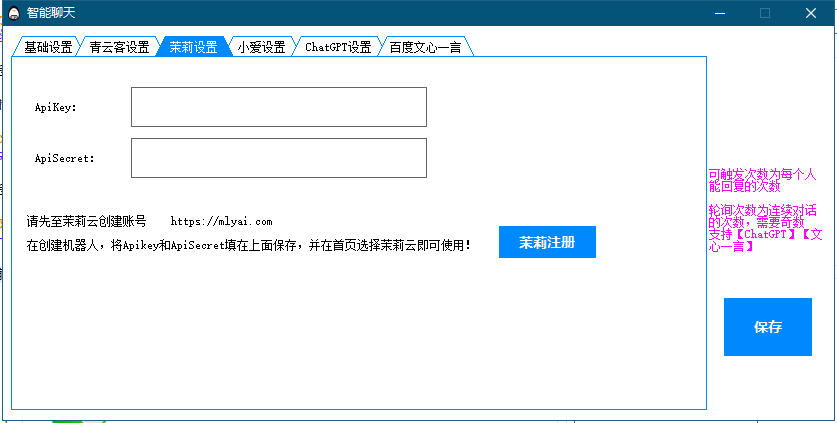 智能聊天
基础设置 青云客设置 茉莉设置 小爱设置 ChatGPT设置 百度文心一言
ApiKey:
ApiSecret:
请先至茉莉云创建账号 https://mlyai.com
在创建机器人，将Apikey和ApiSecret填在上面保存，并在首页选择茉莉云即可使用！
茉莉注册
可触发次数为每个人
能回复的次数
轮询次数为连续对话
的次数，需要奇数
支持【ChatGPT】【文
心一言】
保存